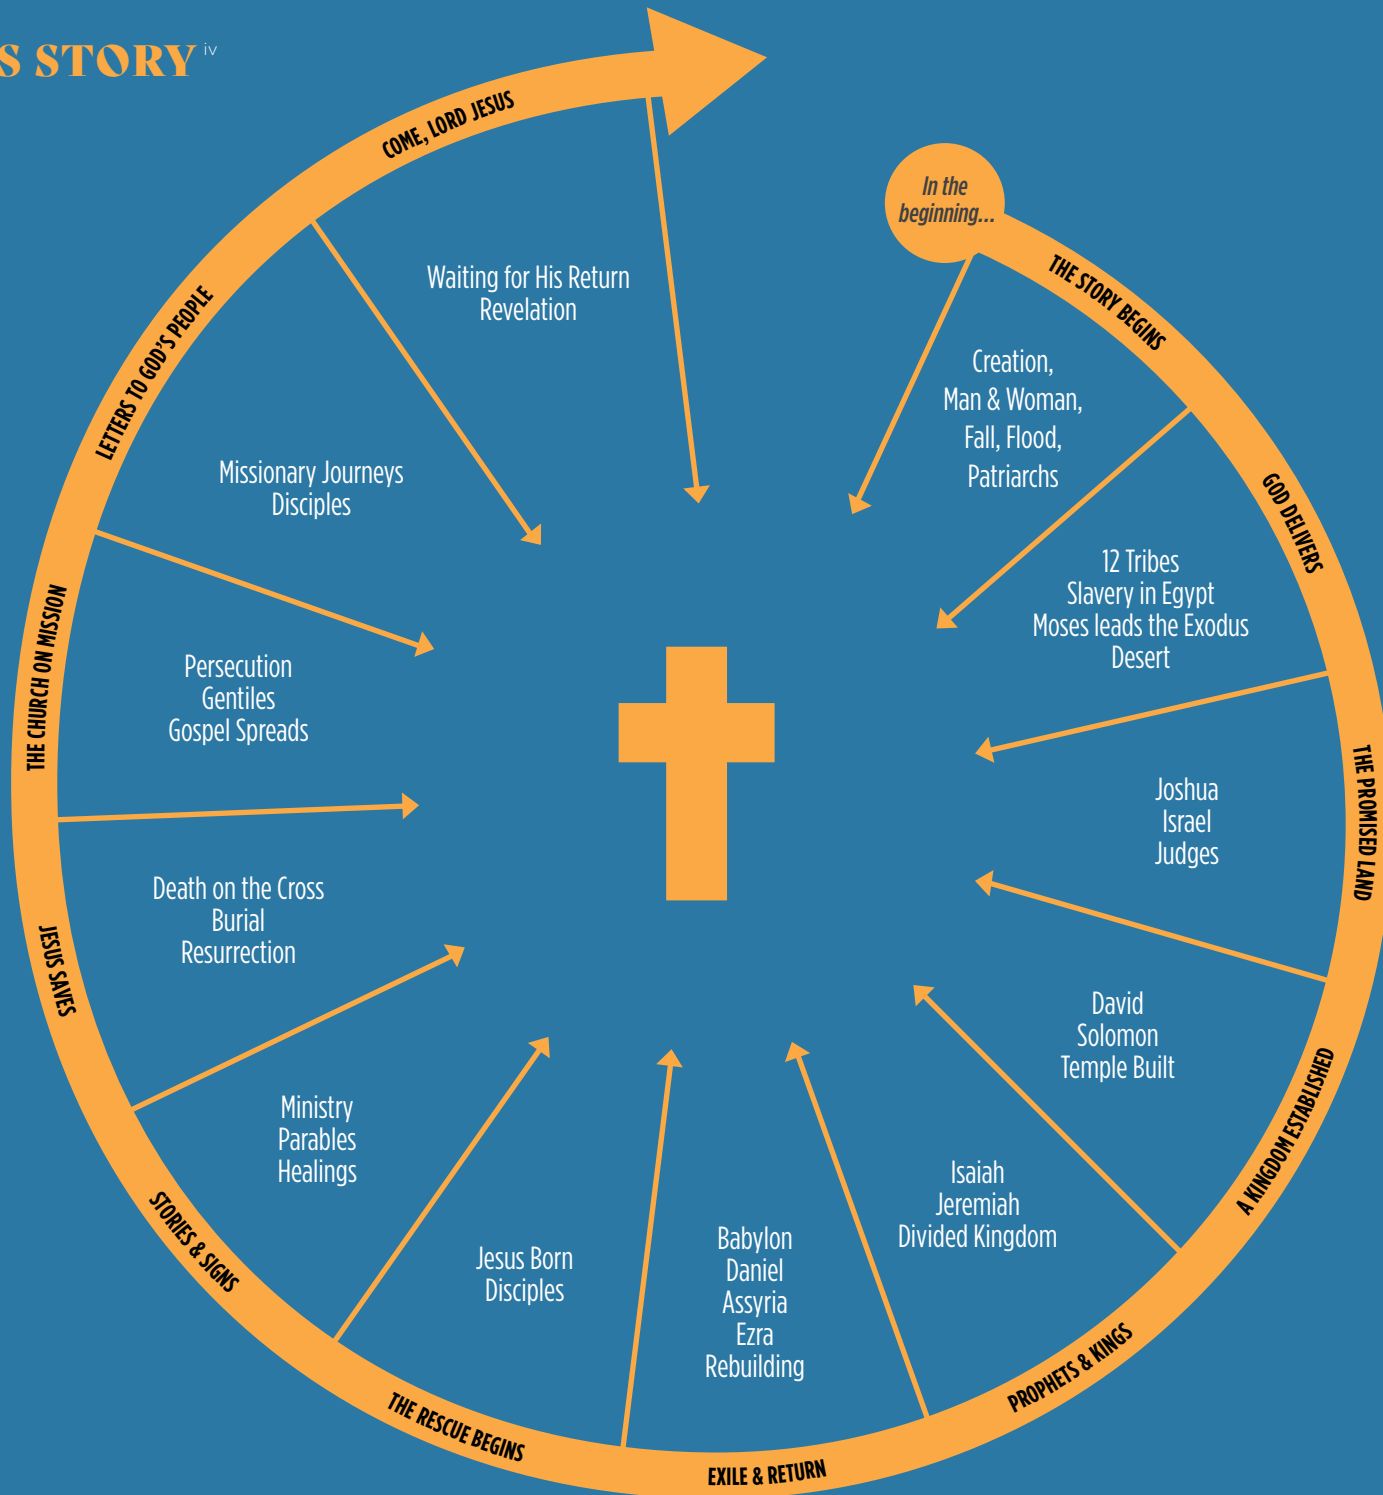 S STORY iv
In the
beginning...
THE STORY BEGINS
Creation,
Man & Woman,
Fall, Flood,
Patriarchs
GOD DELIVERS
12 Tribes
Slavery in Egypt
Moses leads the Exodus
Desert
THE PROMISED LAND
Joshua
Israel
Judges
A KINGDOM ESTABLISHED
David
Solomon
Temple Built
PROPHETS & KINGS
Isaiah
Jeremiah
Divided Kingdom
EXILE & RETURN
Babylon
Daniel
Assyria
Ezra
Rebuilding
THE RESCUE BEGINS
Jesus Born
Disciples
STORIES & SIGNS
Ministry
Parables
Healings
JESUS SAVES
Death on the Cross
Burial
Resurrection
THE CHURCH ON MISSION
Persecution
Gentiles
Gospel Spreads
LETTERS TO GOD'S PEOPLE
Missionary Journeys
Disciples
COME, LORD JESUS
Waiting for His Return
Revelation